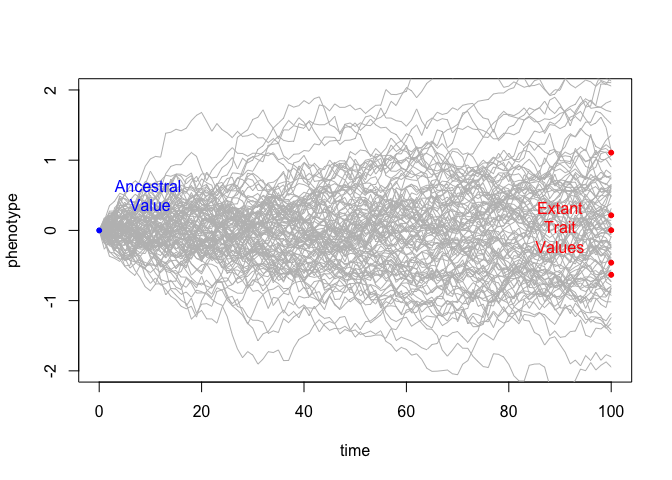 2
1
0
-1
-2
phenotype
Ancestral
Value
Extant
Trait
Values
0 20 40 60 80 100
time